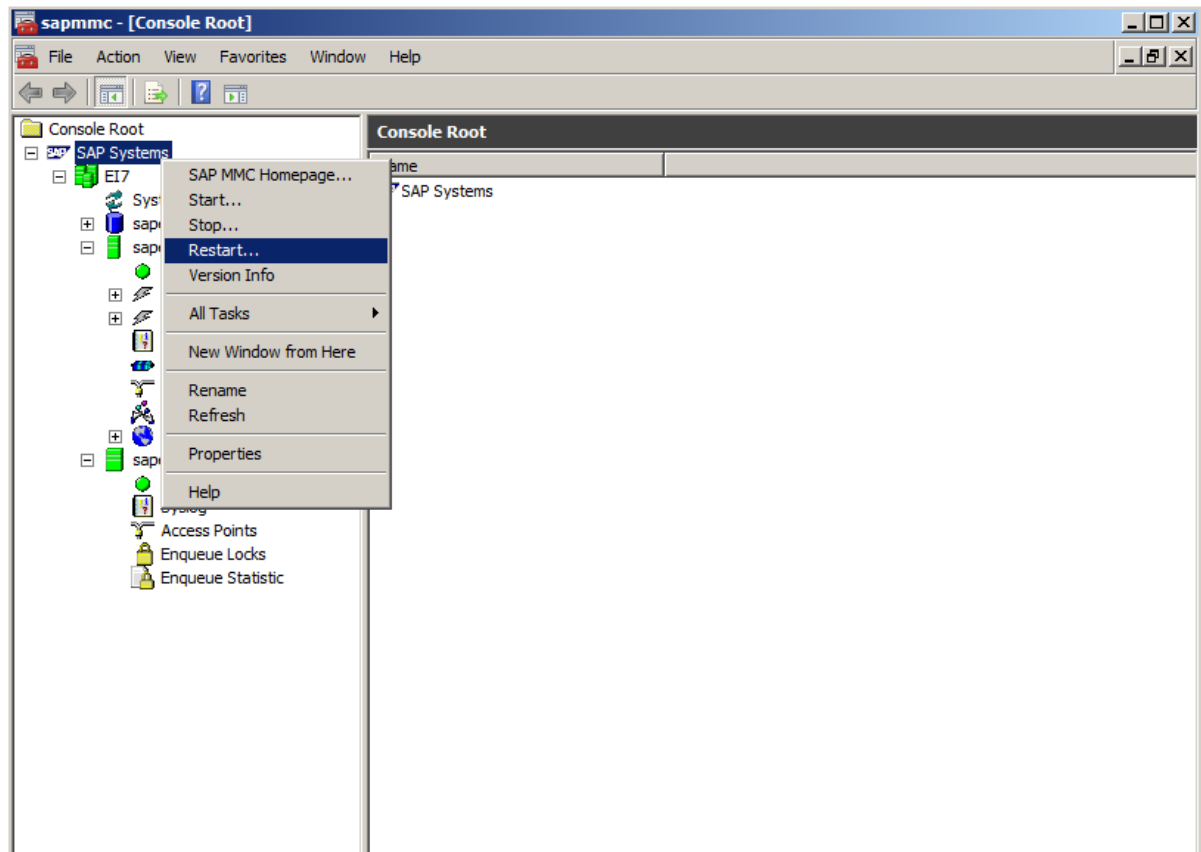 sapmmc - [Console Root]
File Action View Favorites Window Help
Console Root
SAP Systems
EI7
Sys
sap
sap
sap
Syslog
Access Points
Enqueue Locks
Enqueue Statistic
SAP MMC Homepage...
Start...
Stop...
Restart...
Version Info
All Tasks
New Window from Here
Rename
Refresh
Properties
Help
Console Root
ame
SAP Systems